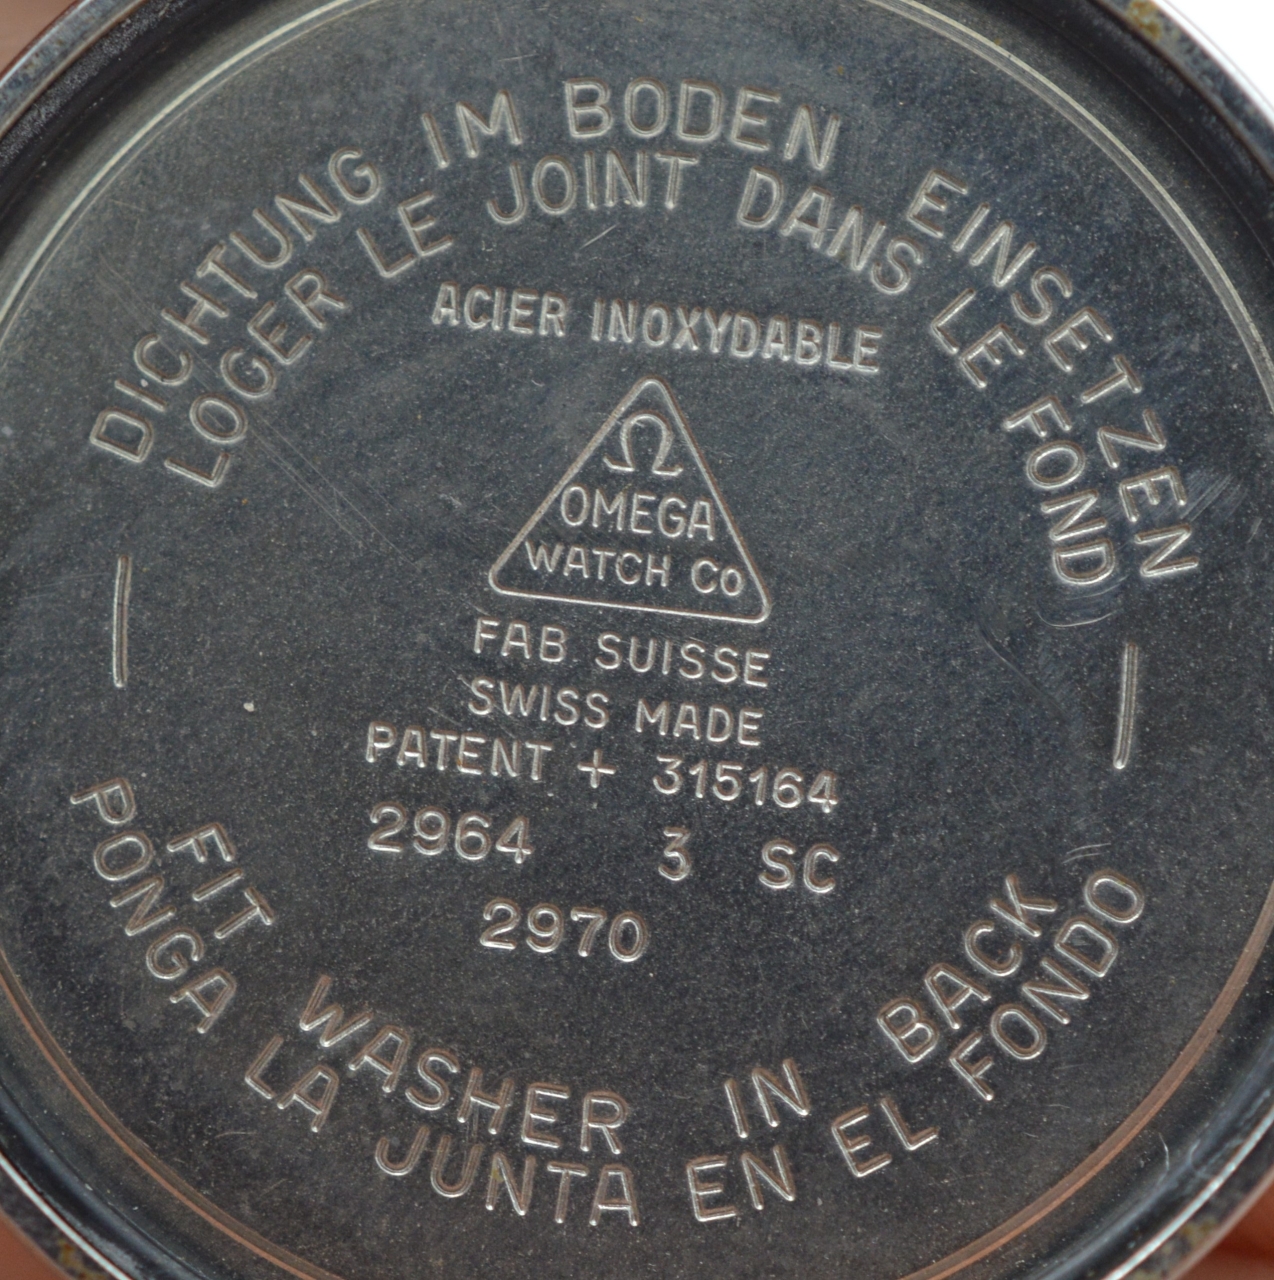 DICHTUNG IM BODEN EINSETZEN
LOGER LE JOINT DANS LE FOND
ACIER INOXYDABLE
Ω
OMEGA
WATCH Co
FAB SUISSE
SWISS MADE
PATENT + 315164
2964 3 SC
2970
FIT WASHER IN BACK
PONGA LA JUNTA EN EL FONDO